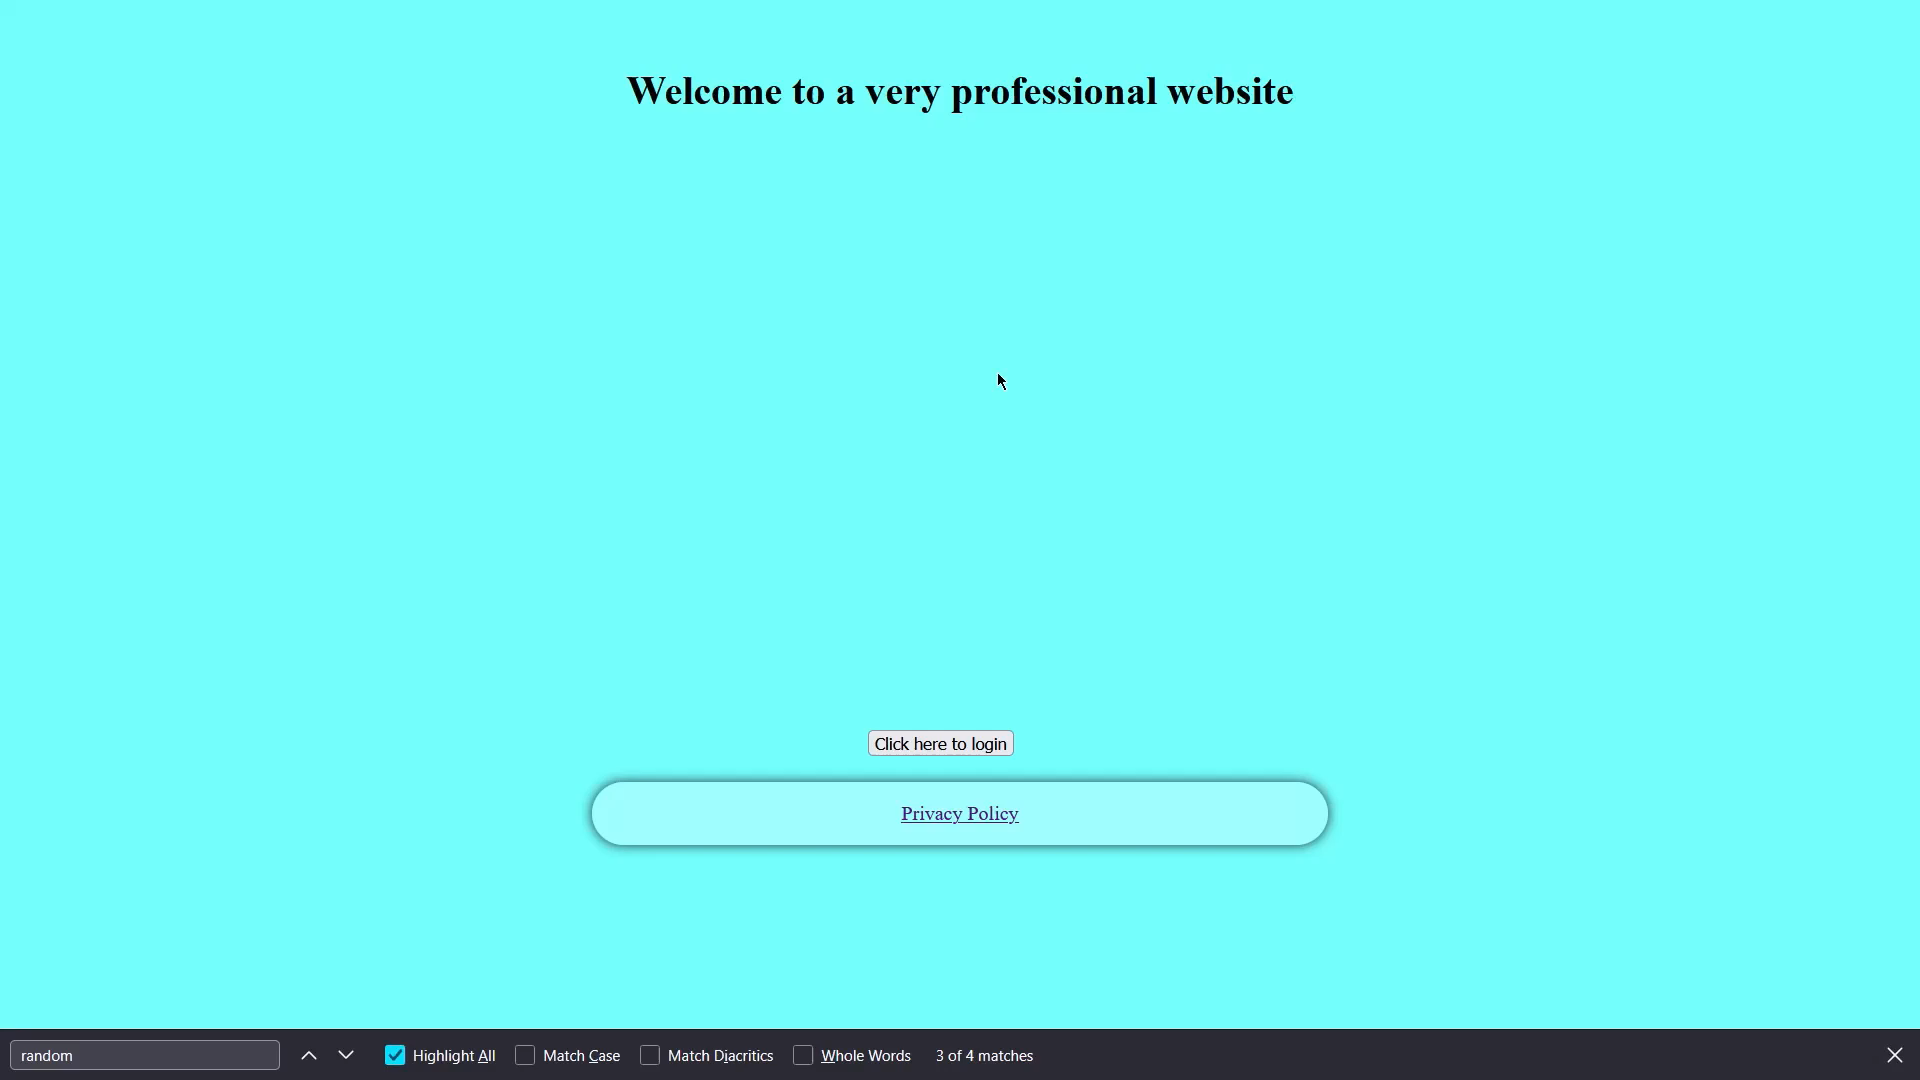 Welcome to a very professional website
Click here to login
Privacy Policy
random Highlight All Match Case Match Diacritics Whole Words 3 of 4 matches